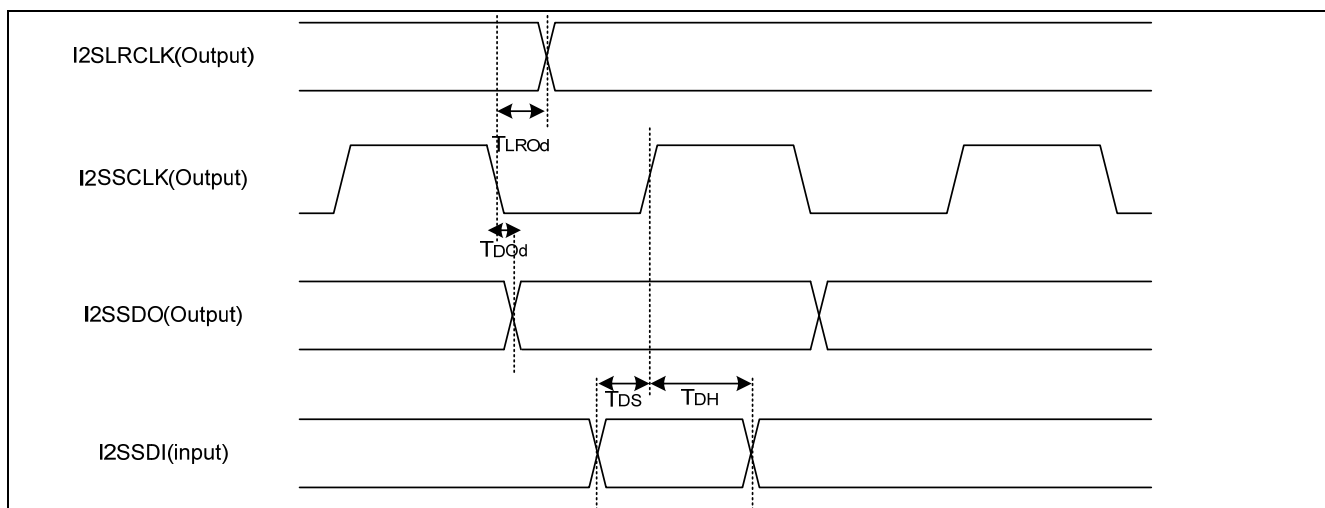 I2SLRCLK(Output)
TLROd
I2SSCLK(Output)
TDOd
I2SSDO(Output)
TDS
TDH
I2SSDI(input)